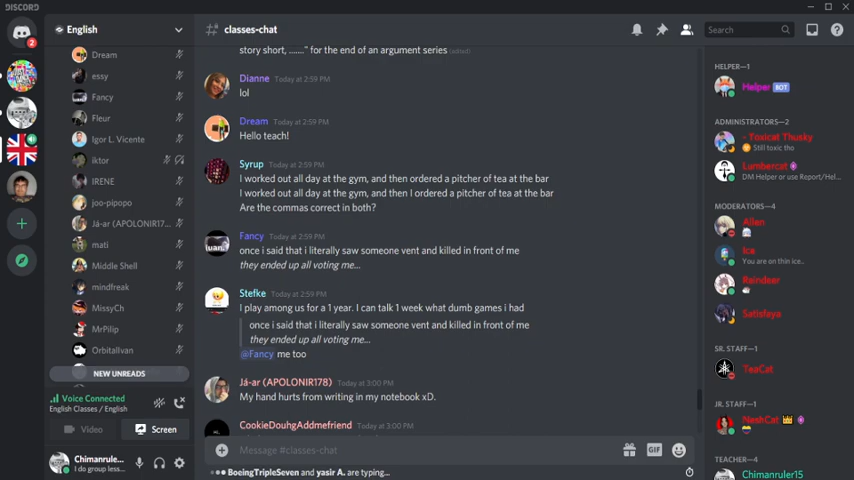 DISCORD
English
Dream
essy
Fancy
Fleur
Igor L. Vicente
iktor
IRENE
joo-pipopo
Já-ar (APOLONIR17...
mati
Middle Shell
mindfreak
MissyCh
MrPilip
OrbitalIvan
NEW UNREADS
Voice Connected
English Classes / English
Video
Screen
Chimanruler...
I do group less...
2
classes-chat
Search
story short, ......" for the end of an argument series (edited)
Dianne Today at 2:59 PM
lol
Dream Today at 2:59 PM
Hello teach!
Syrup Today at 2:59 PM
I worked out all day at the gym, and then ordered a pitcher of tea at the bar
I worked out all day at the gym, and then I ordered a pitcher of tea at the bar
Are the commas correct in both?
Fancy Today at 2:59 PM
once i said that i literally saw someone vent and killed in front of me
they ended up all voting me...
Stefke Today at 2:59 PM
I play among us for a 1 year. I can talk 1 week what dumb games i had
once i said that i literally saw someone vent and killed in front of me
they ended up all voting me...
@Fancy me too
Já-ar (APOLONIR178) Today at 3:00 PM
My hand hurts from writing in my notebook xD.
CookieDouhgAddmefriend Today at 3:00 PM
Message #classes-chat
GIF
BoeingTripleSeven and yasir A. are typing...
HELPER—1
Helper BOT
ADMINISTRATORS—2
- Toxicat Thusky
Still toxic tho
Lumbercat
DM Helper or use Report/Hel...
MODERATORS—4
Allen
Ice
You are on thin ice..
Raindear
Satisfeya
SR. STAFF—1
TeaCat
JR. STAFF—1
NeshCat
TEACHER—4
Chimanruler15